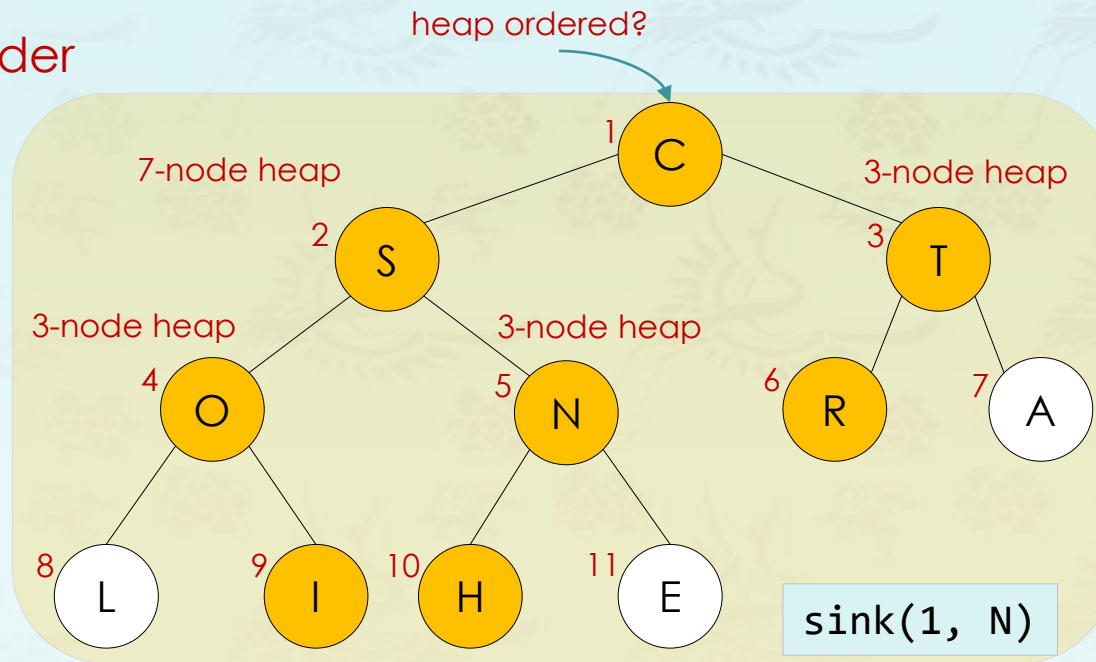 heap ordered?
der
1
C
7-node heap
3-node heap
2
S
3
T
3-node heap
3-node heap
4
O
5
N
6
R
7
A
8
L
9
I
10
H
11
E
sink(1, N)